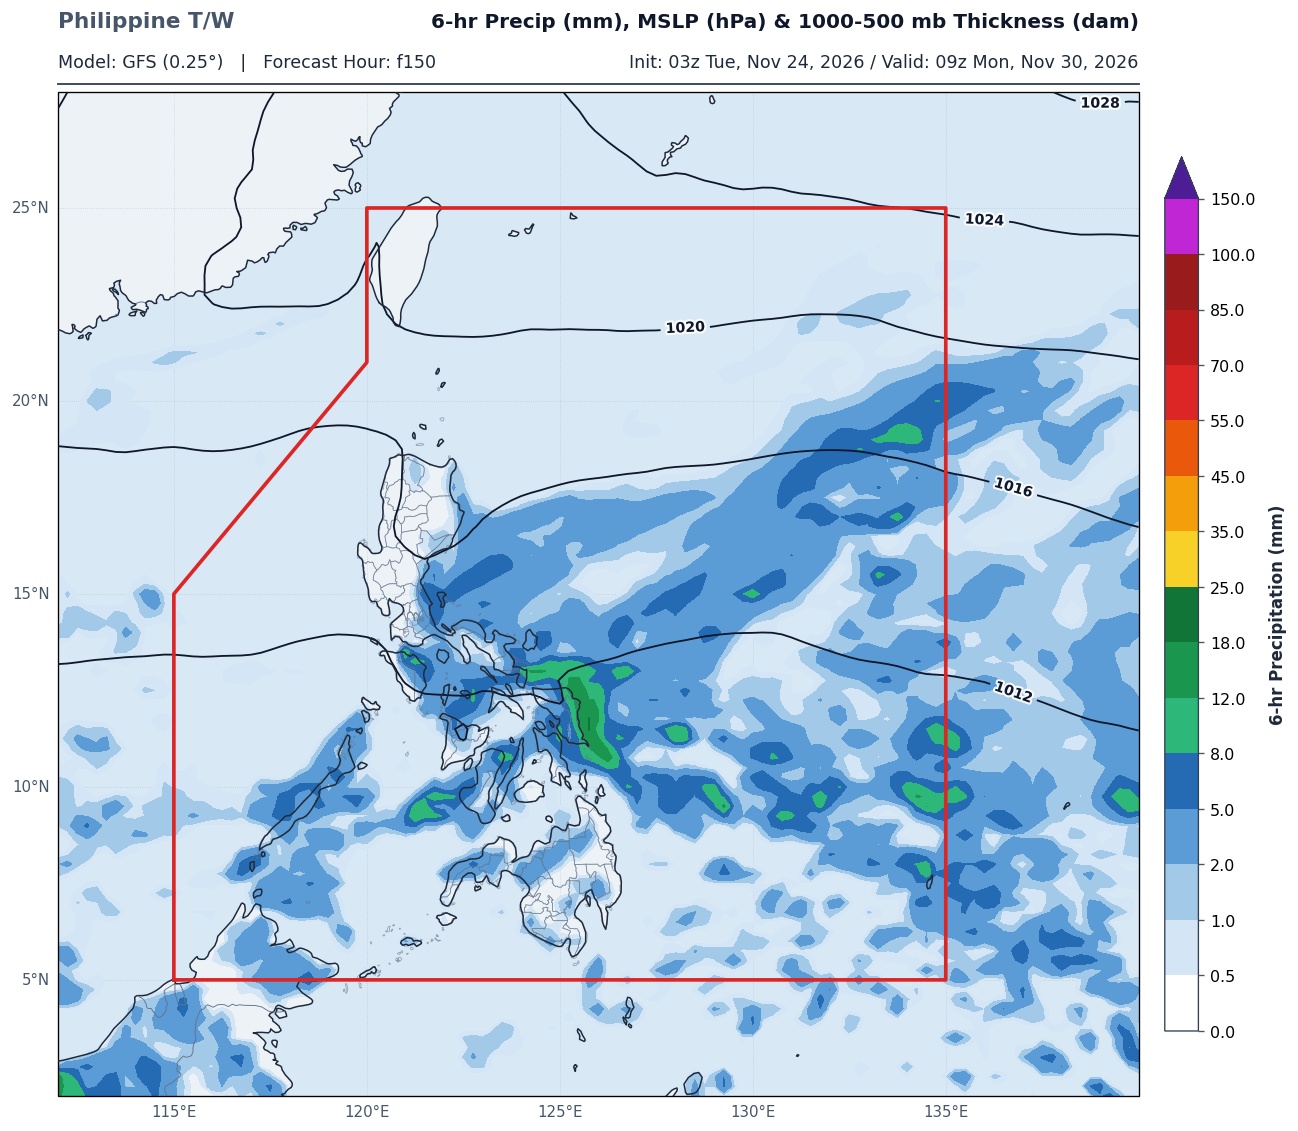 Philippine T/W
6-hr Precip (mm), MSLP (hPa) & 1000-500 mb Thickness (dam)
Model: GFS (0.25°) | Forecast Hour: f150
Init: 03z Tue, Nov 24, 2026 / Valid: 09z Mon, Nov 30, 2026
1028
1024
1020
1016
1012
25°N
20°N
15°N
10°N
5°N
115°E
120°E
125°E
130°E
135°E
150.0
100.0
85.0
70.0
55.0
45.0
35.0
25.0
18.0
12.0
8.0
5.0
2.0
1.0
0.5
0.0
6-hr Precipitation (mm)